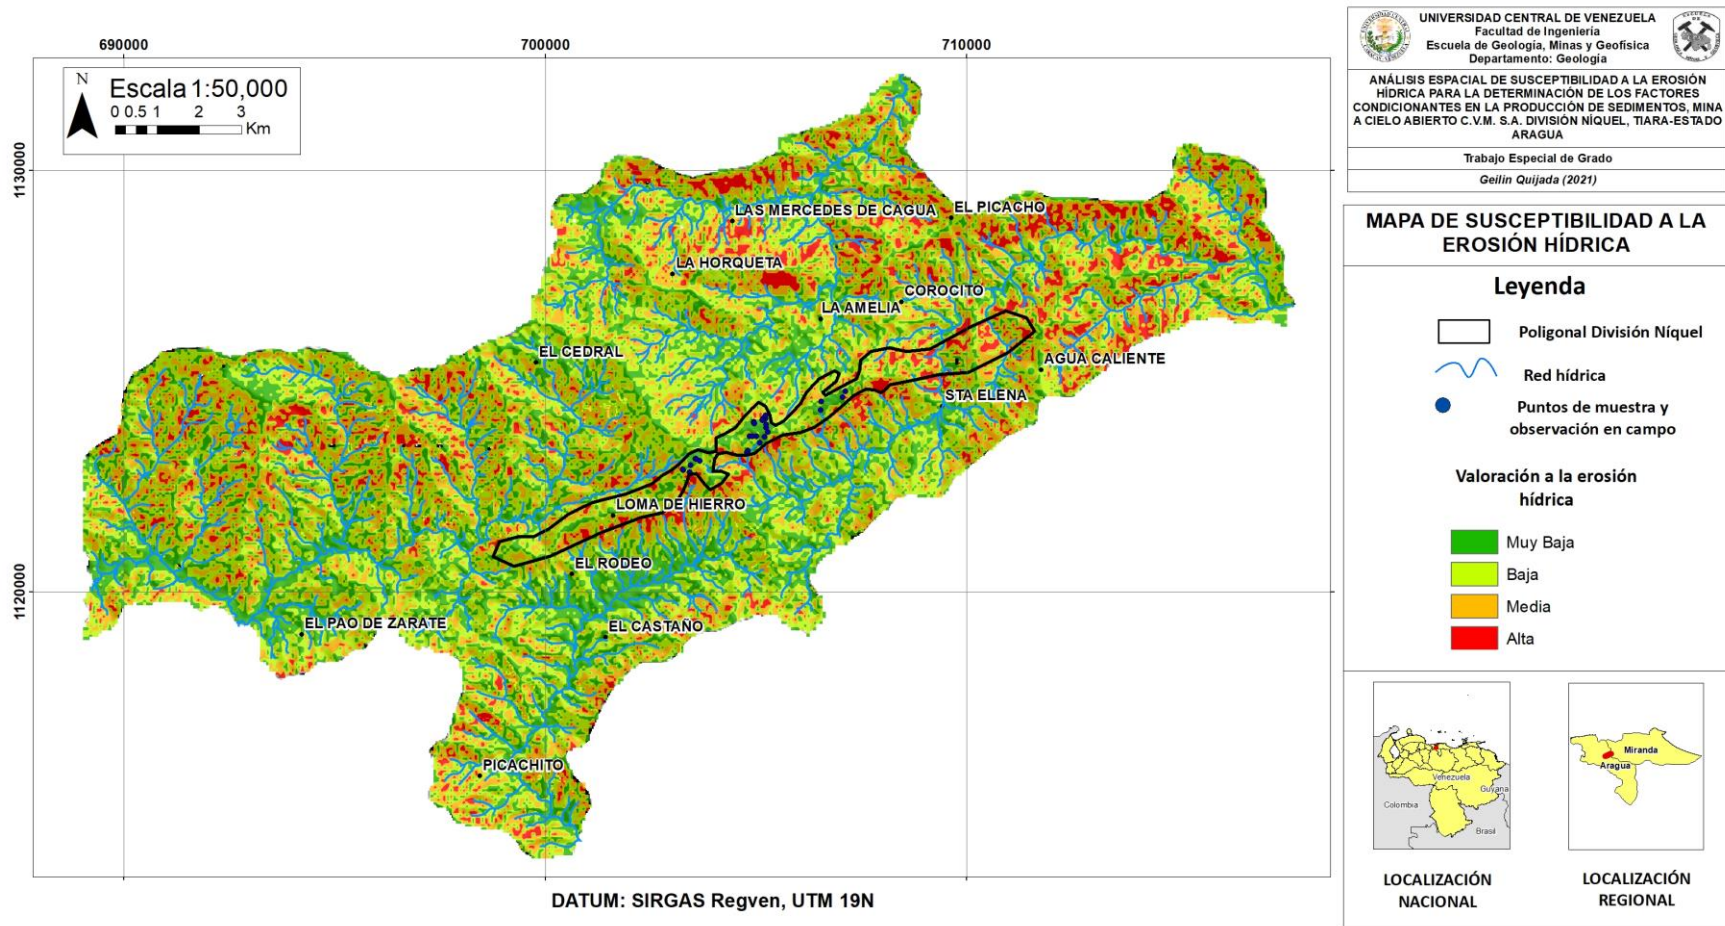 690000
700000
710000
1130000
1120000
N
Escala 1:50,000
0 0.5 1 2 3
Km
LAS MERCEDES DE CAGUA
EL PICACHO
LA HORQUETA
COROCITO
LA AMELIA
EL CEDRAL
AGUA CALIENTE
STA ELENA
LOMA DE HIERRO
EL RODEO
EL PAO DE ZARATE
EL CASTAÑO
PICACHITO
DATUM: SIRGAS Regven, UTM 19N
UNIVERSIDAD CENTRAL DE VENEZUELA
Facultad de Ingeniería
Escuela de Geología, Minas y Geofísica
Departamento: Geología
ANÁLISIS ESPACIAL DE SUSCEPTIBILIDAD A LA EROSIÓN
HÍDRICA PARA LA DETERMINACIÓN DE LOS FACTORES
CONDICIONANTES EN LA PRODUCCIÓN DE SEDIMENTOS, MINA
A CIELO ABIERTO C.V.M. S.A. DIVISIÓN NÍQUEL, TIARA-ESTADO
ARAGUA
Trabajo Especial de Grado
Geilin Quijada (2021)
MAPA DE SUSCEPTIBILIDAD A LA
EROSIÓN HÍDRICA
Leyenda
Poligonal División Níquel
Red hídrica
Puntos de muestra y
observación en campo
Valoración a la erosión
hídrica
Muy Baja
Baja
Media
Alta
Venezuela
Guyana
Colombia
Brasil
Miranda
Aragua
LOCALIZACIÓN
NACIONAL
LOCALIZACIÓN
REGIONAL